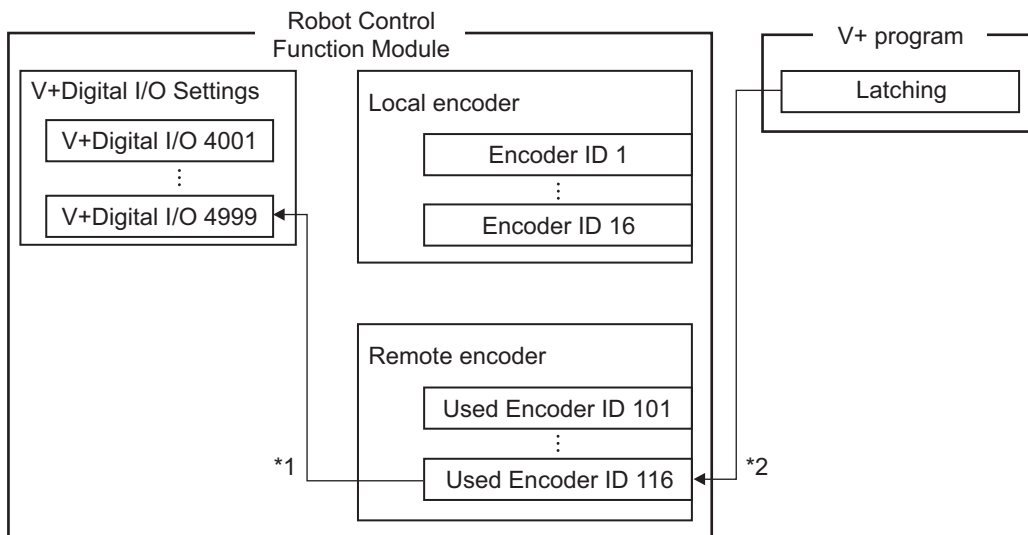 Robot Control
Function Module
V+ program
V+Digital I/O Settings
V+Digital I/O 4001
⋮
V+Digital I/O 4999
Local encoder
Encoder ID 1
⋮
Encoder ID 16
Latching
Remote encoder
Used Encoder ID 101
⋮
Used Encoder ID 116
*1
*2